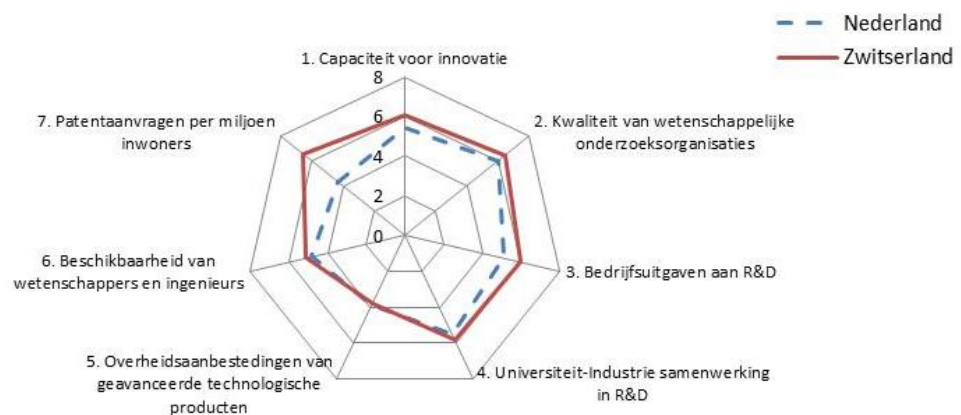 Nederland
Zwitserland
1. Capaciteit voor innovatie
8
6
4
2
0
2. Kwaliteit van wetenschappelijke
onderzoeksorganisaties
3. Bedrijfsuitgaven aan R&D
4. Universiteit-Industrie samenwerking
in R&D
5. Overheidsaanbestedingen van
geavanceerde technologische
producten
6. Beschikbaarheid van
wetenschappers en ingenieurs
7. Patentaanvragen per miljoen
inwoners